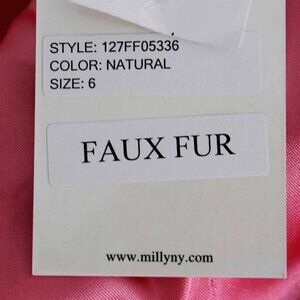 STYLE: 127FF05336
COLOR: NATURAL
SIZE: 6
FAUX FUR
www.millyny.com